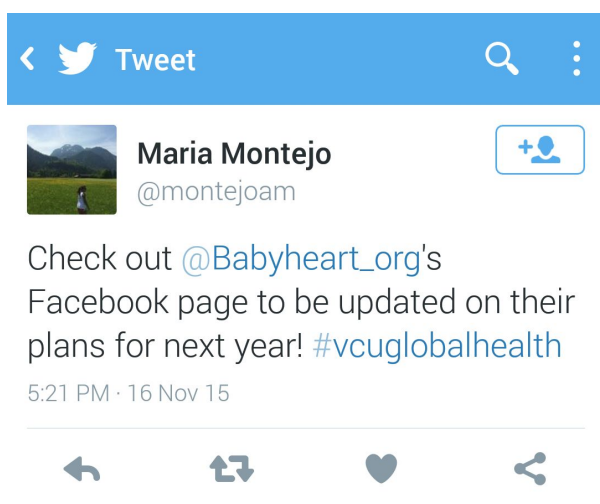 Tweet
Maria Montejo
@montejoam
Check out @Babyheart_org's
Facebook page to be updated on their
plans for next year! #vcuglobalhealth
5:21 PM · 16 Nov 15